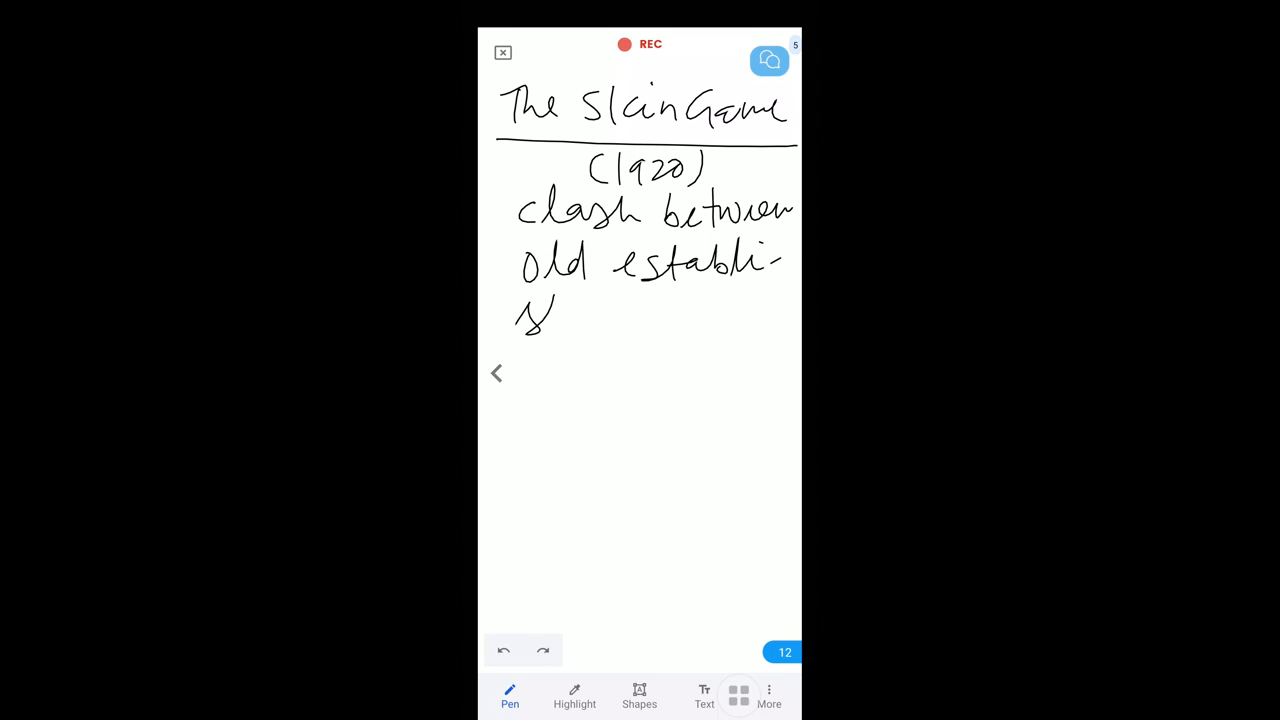 REC
5
The Skin Game
(1920)
clash between
old establi-
s
12
Pen
Highlight
Shapes
Text
More